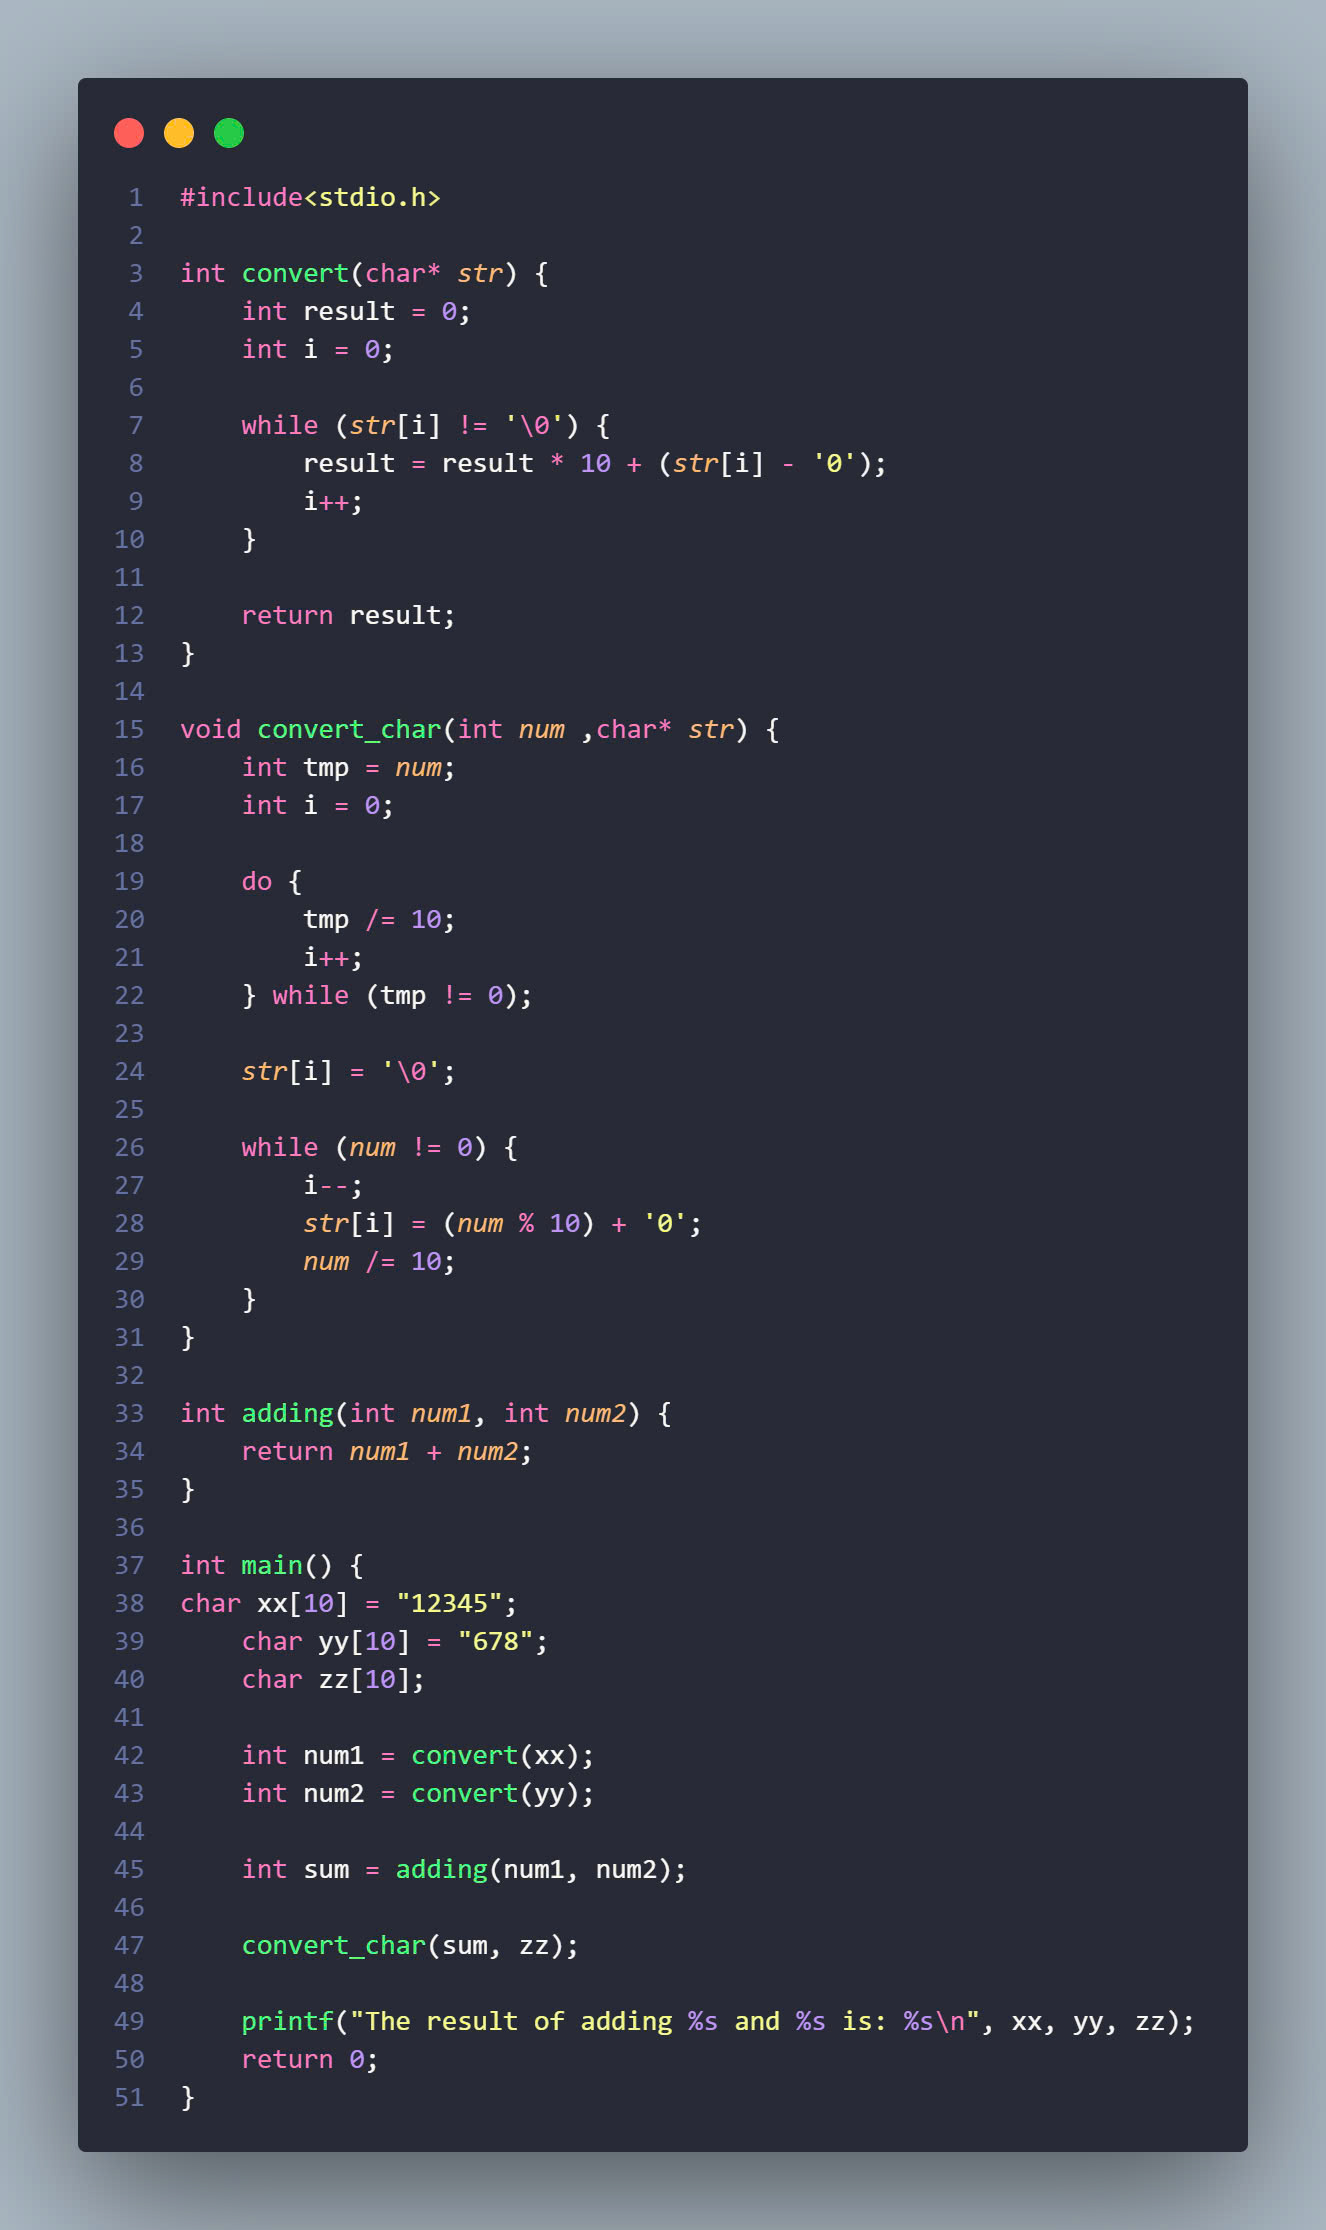 1 #include<stdio.h>
2
3 int convert(char* str) {
4     int result = 0;
5     int i = 0;
6
7     while (str[i] != '\0') {
8         result = result * 10 + (str[i] - '0');
9         i++;
10     }
11
12     return result;
13 }
14
15 void convert_char(int num ,char* str) {
16     int tmp = num;
17     int i = 0;
18
19     do {
20         tmp /= 10;
21         i++;
22     } while (tmp != 0);
23
24     str[i] = '\0';
25
26     while (num != 0) {
27         i--;
28         str[i] = (num % 10) + '0';
29         num /= 10;
30     }
31 }
32
33 int adding(int num1, int num2) {
34     return num1 + num2;
35 }
36
37 int main() {
38 char xx[10] = "12345";
39     char yy[10] = "678";
40     char zz[10];
41
42     int num1 = convert(xx);
43     int num2 = convert(yy);
44
45     int sum = adding(num1, num2);
46
47     convert_char(sum, zz);
48
49     printf("The result of adding %s and %s is: %s\n", xx, yy, zz);
50     return 0;
51 }